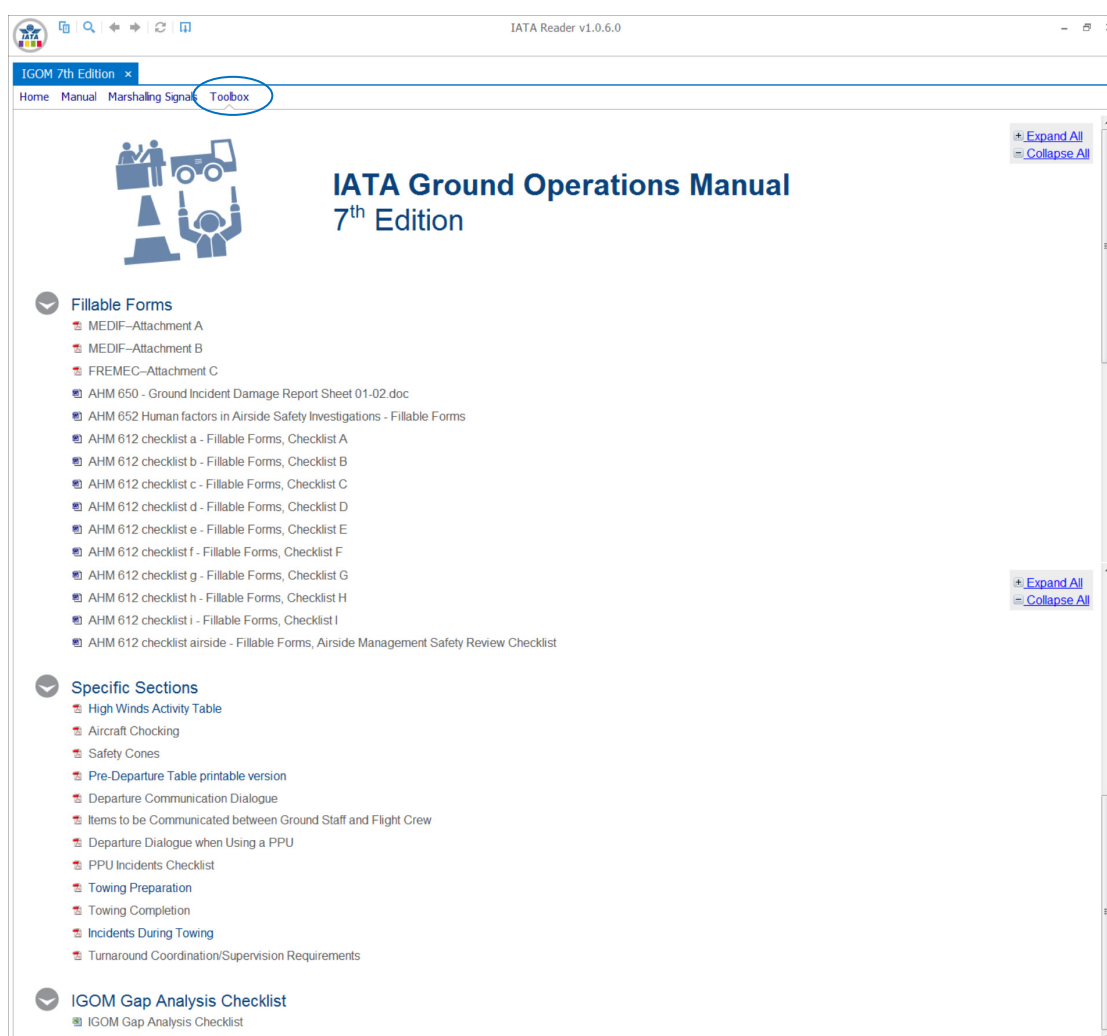 IATA
IATA Reader v1.0.6.0
IGOM 7th Edition ×
Home Manual Marshaling Signals Toolbox
Expand All
Collapse All
IATA Ground Operations Manual
7th Edition
Fillable Forms
MEDIF–Attachment A
MEDIF–Attachment B
FREMEC–Attachment C
AHM 650 - Ground Incident Damage Report Sheet 01-02.doc
AHM 652 Human factors in Airside Safety Investigations - Fillable Forms
AHM 612 checklist a - Fillable Forms, Checklist A
AHM 612 checklist b - Fillable Forms, Checklist B
AHM 612 checklist c - Fillable Forms, Checklist C
AHM 612 checklist d - Fillable Forms, Checklist D
AHM 612 checklist e - Fillable Forms, Checklist E
AHM 612 checklist f - Fillable Forms, Checklist F
AHM 612 checklist g - Fillable Forms, Checklist G
Expand All
AHM 612 checklist h - Fillable Forms, Checklist H
Collapse All
AHM 612 checklist i - Fillable Forms, Checklist I
AHM 612 checklist airside - Fillable Forms, Airside Management Safety Review Checklist
Specific Sections
High Winds Activity Table
Aircraft Chocking
Safety Cones
Pre-Departure Table printable version
Departure Communication Dialogue
Items to be Communicated between Ground Staff and Flight Crew
Departure Dialogue when Using a PPU
PPU Incidents Checklist
Towing Preparation
Towing Completion
Incidents During Towing
Turnaround Coordination/Supervision Requirements
IGOM Gap Analysis Checklist
IGOM Gap Analysis Checklist